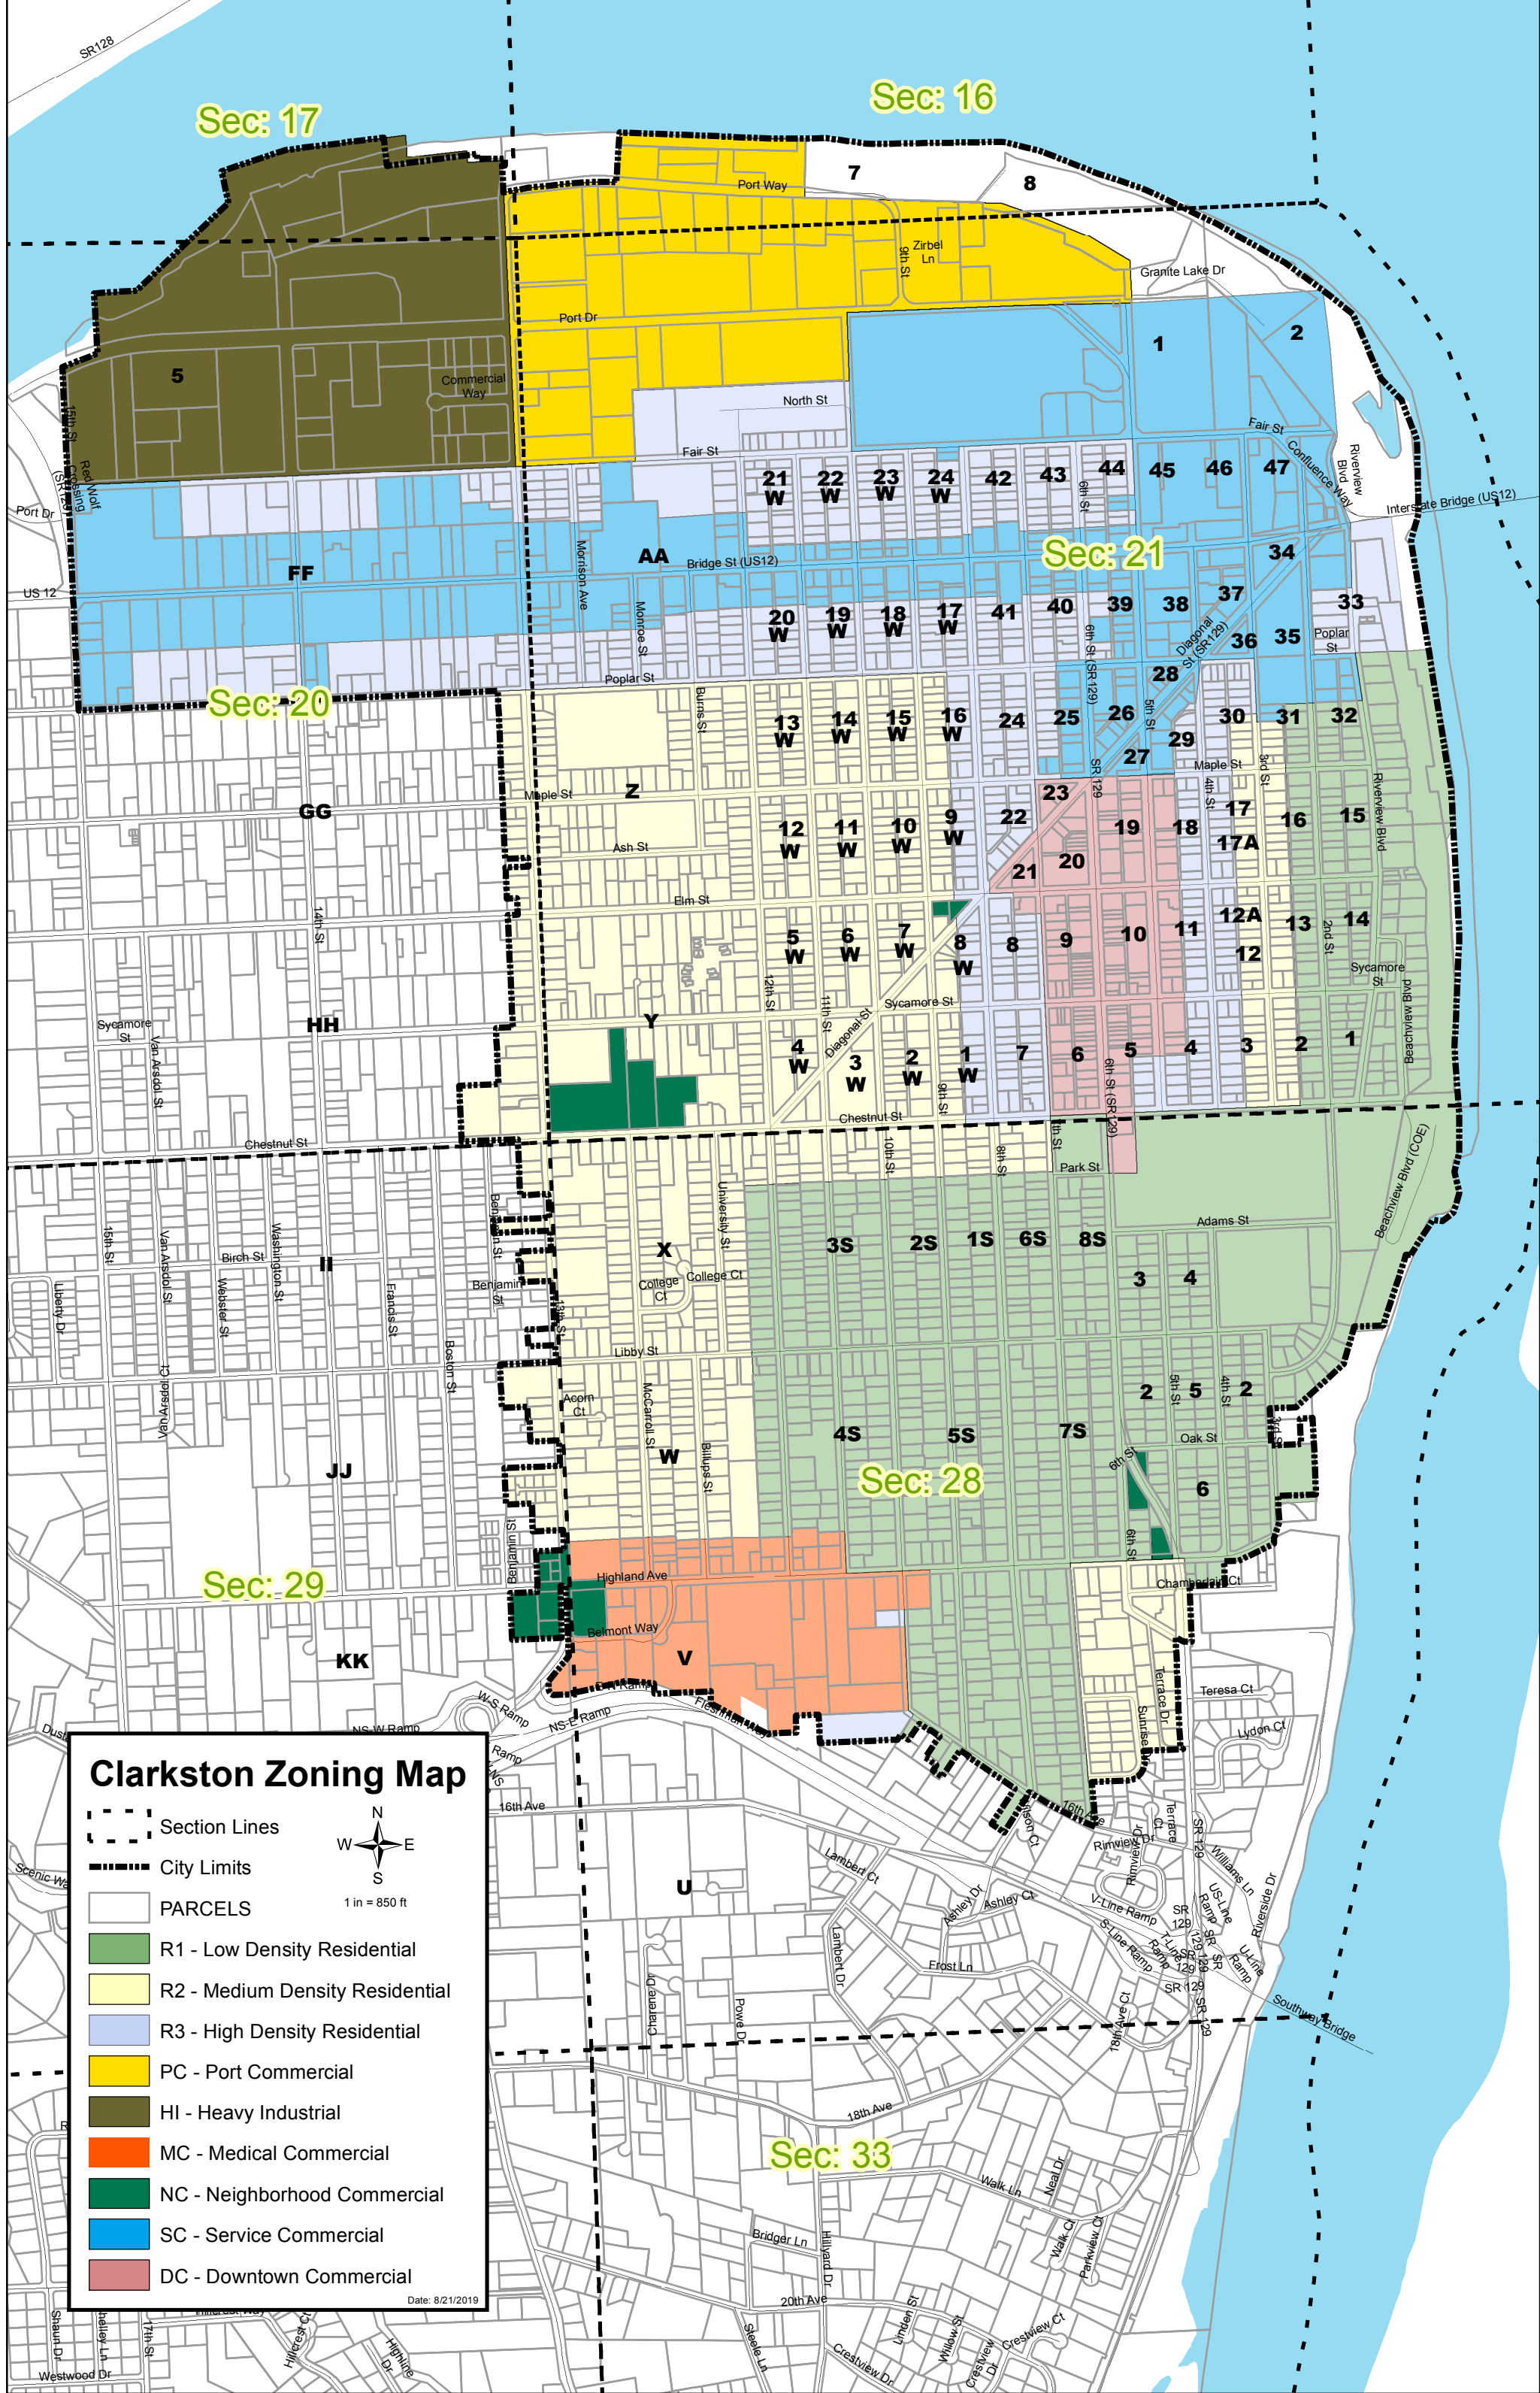 SR128
Sec: 17
Sec: 16
7
8
Port Way
9th St
Zirbel
Ln
Granite Lake Dr
Port Dr
1
2
5
Commercial
Way
North St
Fair St
Fair St
Confluence Way
Riverview
Blvd
Interstate Bridge (US12)
15th St
Red Wolf
Crossing
(SR128)
Port Dr
21
W
22
W
23
W
24
W
42
43
44
45
46
47
6th St
Sec: 21
34
AA
FF
Bridge St (US12)
Morrison Ave
Monroe St
US 12
20
W
19
W
18
W
17
W
41
40
39
38
37
36
35
33
Poplar
St
Diagonal
St (SR129)
6th St (SR129)
28
Poplar St
Sec: 20
Burns St
13
W
14
W
15
W
16
W
24
25
26
27
29
30
31
32
5th St
Maple St
4th St
3rd St
Riverview Blvd
SR 129
Maple St
Z
GG
23
12
W
11
W
10
W
9
W
22
21
20
19
18
17
17A
16
15
Ash St
Elm St
14th St
5
W
6
W
7
W
8
W
8
9
10
11
12A
12
13
14
2nd St
Sycamore
St
Beachview Blvd
12th St
11th St
Sycamore St
Diagonal St
Sycamore
St
Van Arsdol St
HH
Y
4
W
3
W
2
W
1
W
7
6
5
4
3
2
1
9th St
6th St (SR129)
Chestnut St
Chestnut St
10th St
8th St
7th St
Park St
Adams St
Beachview Blvd (COE)
15th St
Van Arsdol St
Birch St
Washington St
Webster St
II
Benjamin St
Benjamin
St
Francis St
Liberty Dr
13th St
X
University St
College
Ct
College Ct
3S
2S
1S
6S
8S
3
4
Libby St
Boston St
Van Arsdol Ct
Acorn
Ct
McCarroll St
Billups St
W
4S
5S
7S
2
5
2
5th St
4th St
3rd St
Oak St
6th St
6
6th St
Sec: 28
JJ
Benjamin St
Sec: 29
Highland Ave
Belmont Way
Chamberlain Ct
V
KK
Terrace Dr
Sunrise Dr
Teresa Ct
Lydon Ct
W-S Ramp
NS-E Ramp
NS-W Ramp
Fleshman Way
16th Ave
16th Ave
Rimview Dr
Rimview Dr
Terrace
Ct
SR 129
Williams Ln
Riverside Dr
Lambert Ct
Lambert Dr
Ashley Dr
Ashley Ct
V-Line Ramp
S-Line Ramp
T-Line
Ramp
US-Line
Ramp
U-Line
Ramp
SR
129
SR 129
SR 129
Frost Ln
18th Ave Ct
Southway Bridge
U
Charlene Dr
Powe Dr
18th Ave
Sec: 33
Walk Ln
Neal Dr
Walk Ct
Parkview Ct
Bridger Ln
Hillyard Dr
20th Ave
Steele Ln
Linden St
Willow St
Crestview Dr
Crestview
Dr
Crestview Ct
Clarkston Zoning Map
Section Lines
City Limits
N
W
E
S
1 in = 850 ft
PARCELS
R1 - Low Density Residential
R2 - Medium Density Residential
R3 - High Density Residential
PC - Port Commercial
HI - Heavy Industrial
MC - Medical Commercial
NC - Neighborhood Commercial
SC - Service Commercial
DC - Downtown Commercial
Date: 8/21/2019
Shaun Dr
17th St
Westwood Dr
Hillcrest Ct
Highline
Dr